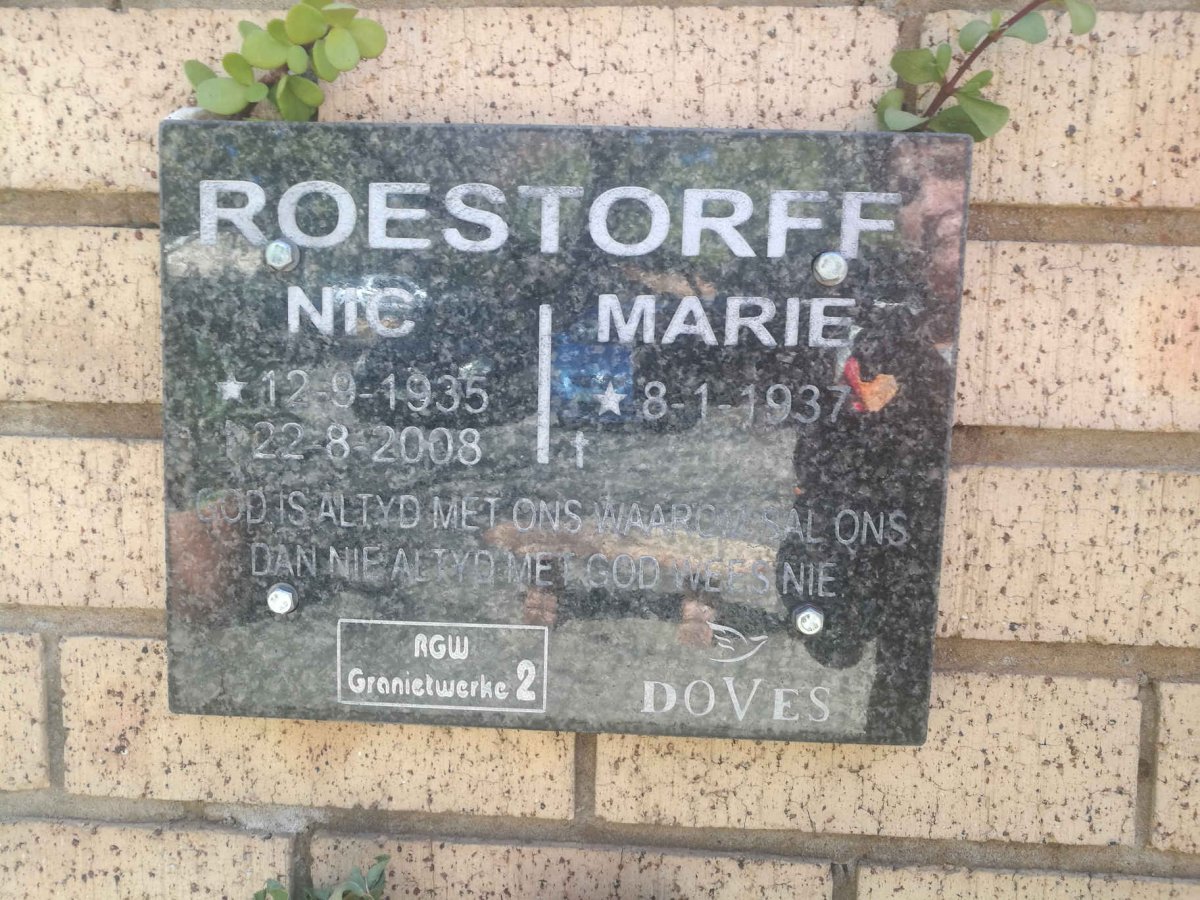 ROESTORFF
NIC
★ 12-9-1935
22-8-2008
MARIE
★ 8-1-1937
†
GOD IS ALTYD MET ONS WAAROM SAL ONS
DAN NIE ALTYD MET GOD WEES NIE
RGW
Granietwerke 2
DOVES